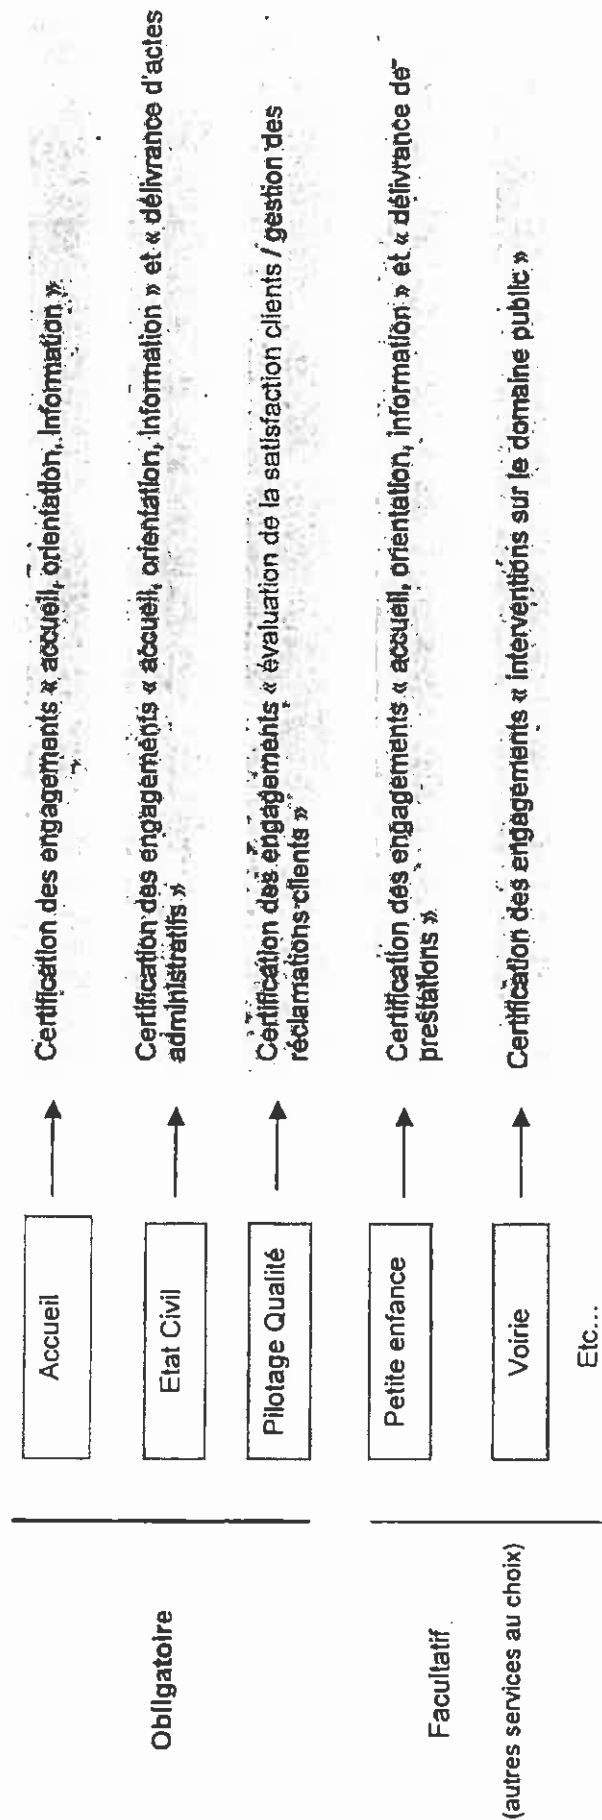 Obligatoire
Accueil
Certification des engagements « accueil, orientation, Information »
Etat Civil
Certification des engagements « accueil, orientation, Information » et « délivrance d'actes
administratifs »
Pilotage Qualité
Certification des engagements « évaluation de la satisfaction clients / gestion des
réclamations clients »
Facultatif
(autres services au choix)
Petite enfance
Certification des engagements « accueil, orientation, information » et « délivrance de
prestations »
Voirie
Certification des engagements « interventions sur le domaine public »
Etc...